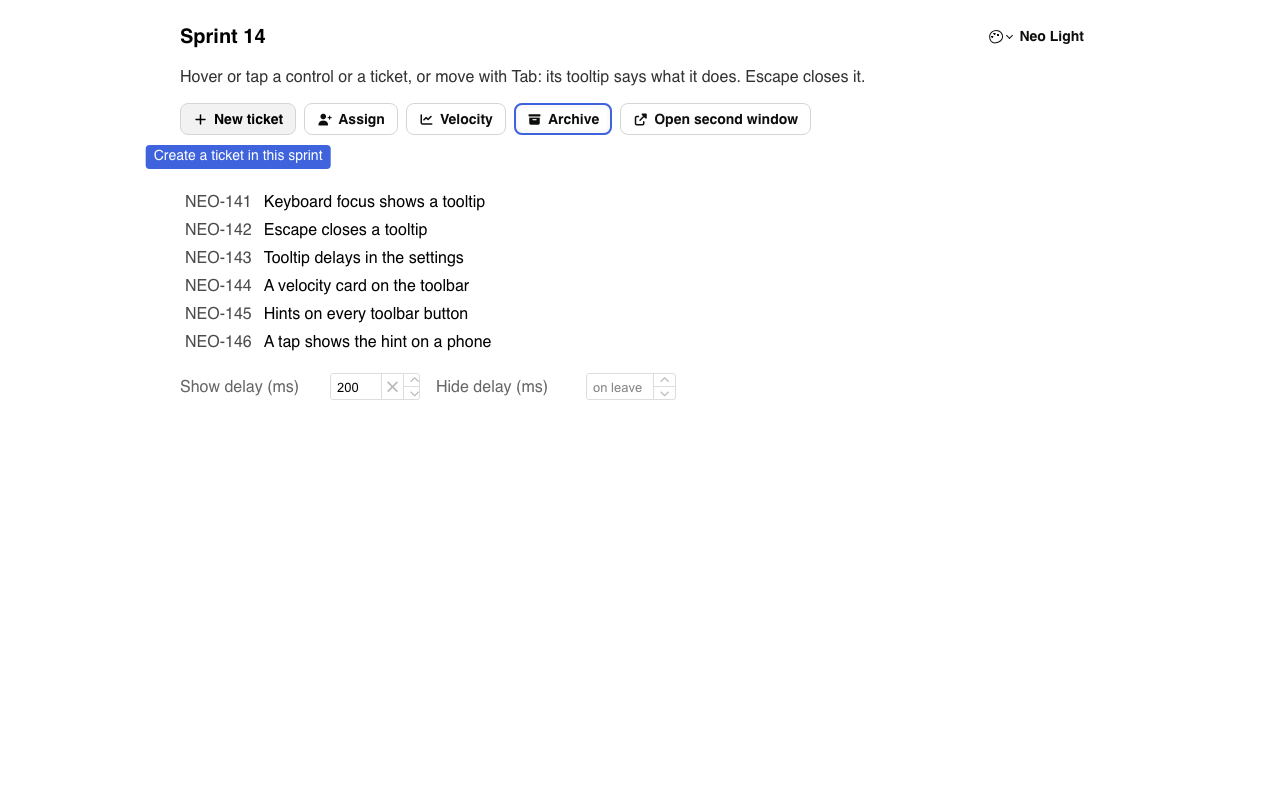 Sprint 14
Neo Light
Hover or tap a control or a ticket, or move with Tab: its tooltip says what it does. Escape closes it.
New ticket
Assign
Velocity
Archive
Open second window
Create a ticket in this sprint
NEO-141 Keyboard focus shows a tooltip
NEO-142 Escape closes a tooltip
NEO-143 Tooltip delays in the settings
NEO-144 A velocity card on the toolbar
NEO-145 Hints on every toolbar button
NEO-146 A tap shows the hint on a phone
Show delay (ms) 200 Hide delay (ms) on leave